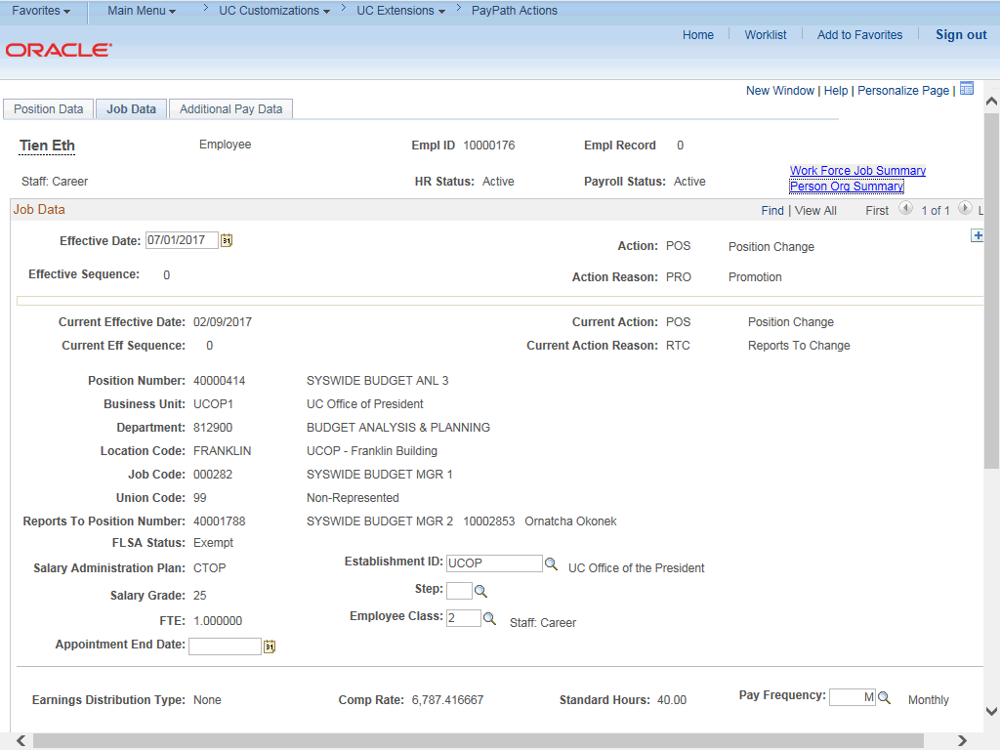 Favorites Main Menu UC Customizations UC Extensions PayPath Actions
Home Worklist Add to Favorites Sign out
ORACLE
New Window | Help | Personalize Page |
Position Data Job Data Additional Pay Data
Tien Eth Employee Empl ID 10000176 Empl Record 0
Work Force Job Summary
Staff: Career HR Status: Active Payroll Status: Active
Person Org Summary
Job Data Find | View All First 1 of 1 L
Effective Date: 07/01/2017 Action: POS Position Change
Effective Sequence: 0 Action Reason: PRO Promotion
Current Effective Date: 02/09/2017 Current Action: POS Position Change
Current Eff Sequence: 0 Current Action Reason: RTC Reports To Change
Position Number: 40000414 SYSWIDE BUDGET ANL 3
Business Unit: UCOP1 UC Office of President
Department: 812900 BUDGET ANALYSIS & PLANNING
Location Code: FRANKLIN UCOP - Franklin Building
Job Code: 000282 SYSWIDE BUDGET MGR 1
Union Code: 99 Non-Represented
Reports To Position Number: 40001788 SYSWIDE BUDGET MGR 2 10002853 Ornatcha Okonek
FLSA Status: Exempt
Salary Administration Plan: CTOP Establishment ID: UCOP UC Office of the President
Salary Grade: 25 Step:
FTE: 1.000000 Employee Class: 2 Staff: Career
Appointment End Date:
Earnings Distribution Type: None Comp Rate: 6,787.416667 Standard Hours: 40.00 Pay Frequency: M Monthly